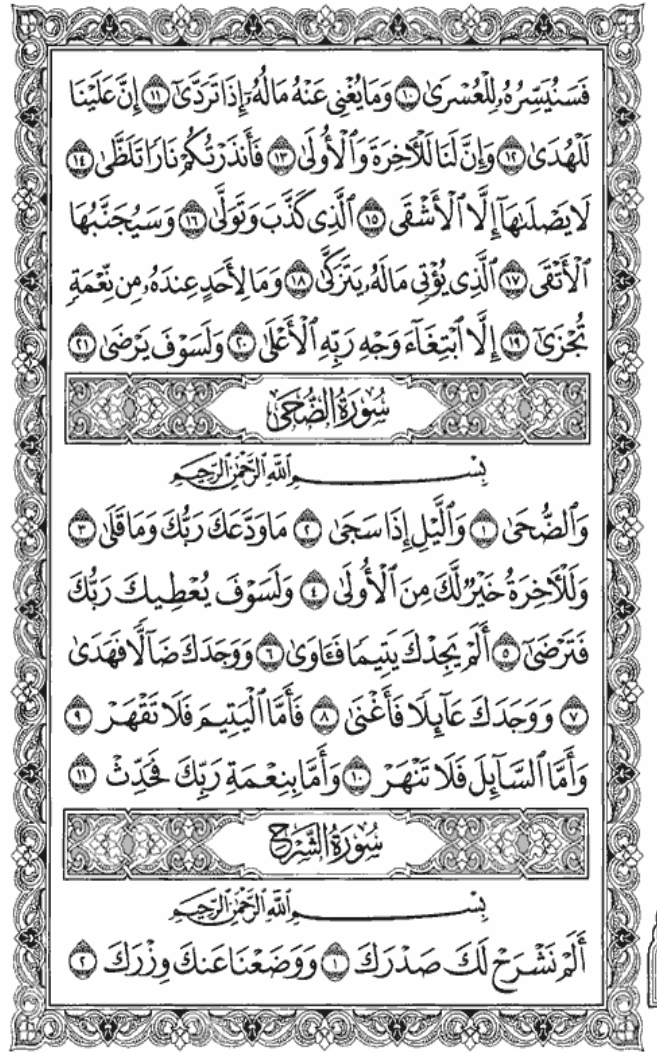 فَسَنُيَسِّرُهُۥ لِلْعُسْرَىٰ ١٠ وَمَا يُغْنِى عَنْهُ مَالُهُۥٓ إِذَا تَرَدَّىٰٓ ١١ إِنَّ عَلَيْنَا
لَلْهُدَىٰ ١٢ وَإِنَّ لَنَا لَلْـَٔاخِرَةَ وَٱلْأُولَىٰ ١٣ فَأَنذَرْتُكُمْ نَارًا تَلَظَّىٰ ١٤
لَا يَصْلَىٰهَآ إِلَّا ٱلْأَشْقَى ١٥ ٱلَّذِى كَذَّبَ وَتَوَلَّىٰ ١٦ وَسَيُجَنَّبُهَا
ٱلْأَتْقَى ١٧ ٱلَّذِى يُؤْتِى مَالَهُۥ يَتَزَكَّىٰ ١٨ وَمَا لِأَحَدٍ عِندَهُۥ مِن نِّعْمَةٍ
تُجْزَىٰٓ ١٩ إِلَّا ٱبْتِغَآءَ وَجْهِ رَبِّهِ ٱلْأَعْلَىٰ ٢٠ وَلَسَوْفَ يَرْضَىٰ ٢١
سُورَةُ الضُّحَىٰ
بِسْمِ ٱللَّهِ ٱلرَّحْمَٰنِ ٱلرَّحِيمِ
وَٱلضُّحَىٰ ١ وَٱلَّيْلِ إِذَا سَجَىٰ ٢ مَا وَدَّعَكَ رَبُّكَ وَمَا قَلَىٰ ٣
وَلَلْـَٔاخِرَةُ خَيْرٌ لَّكَ مِنَ ٱلْأُولَىٰ ٤ وَلَسَوْفَ يُعْطِيكَ رَبُّكَ
فَتَرْضَىٰٓ ٥ أَلَمْ يَجِدْكَ يَتِيمًا فَـَٔاوَىٰ ٦ وَوَجَدَكَ ضَآلًّا فَهَدَىٰ
٧ وَوَجَدَكَ عَآئِلًا فَأَغْنَىٰ ٨ فَأَمَّا ٱلْيَتِيمَ فَلَا تَقْهَرْ ٩
وَأَمَّا ٱلسَّآئِلَ فَلَا تَنْهَرْ ١٠ وَأَمَّا بِنِعْمَةِ رَبِّكَ فَحَدِّثْ ١١
سُورَةُ الشَّرْحِ
بِسْمِ ٱللَّهِ ٱلرَّحْمَٰنِ ٱلرَّحِيمِ
أَلَمْ نَشْرَحْ لَكَ صَدْرَكَ ١ وَوَضَعْنَا عَنكَ وِزْرَكَ ٢